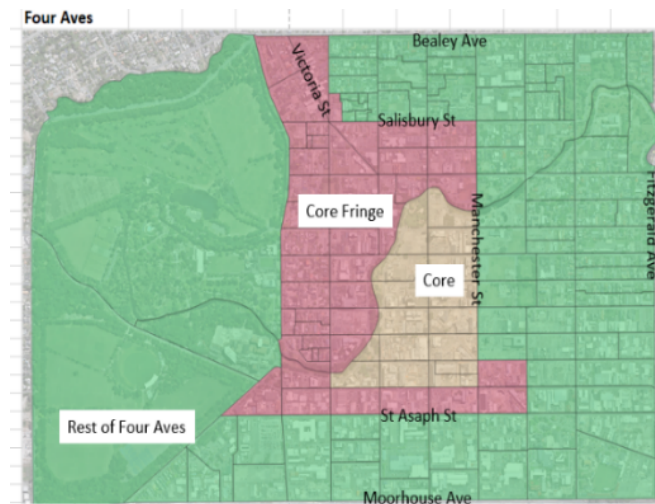 Four Aves
Bealey Ave
Victoria St
Salisbury St
Core Fringe
Manchester St
Fitzgerald Ave
Core
Rest of Four Aves
St Asaph St
Moorhouse Ave